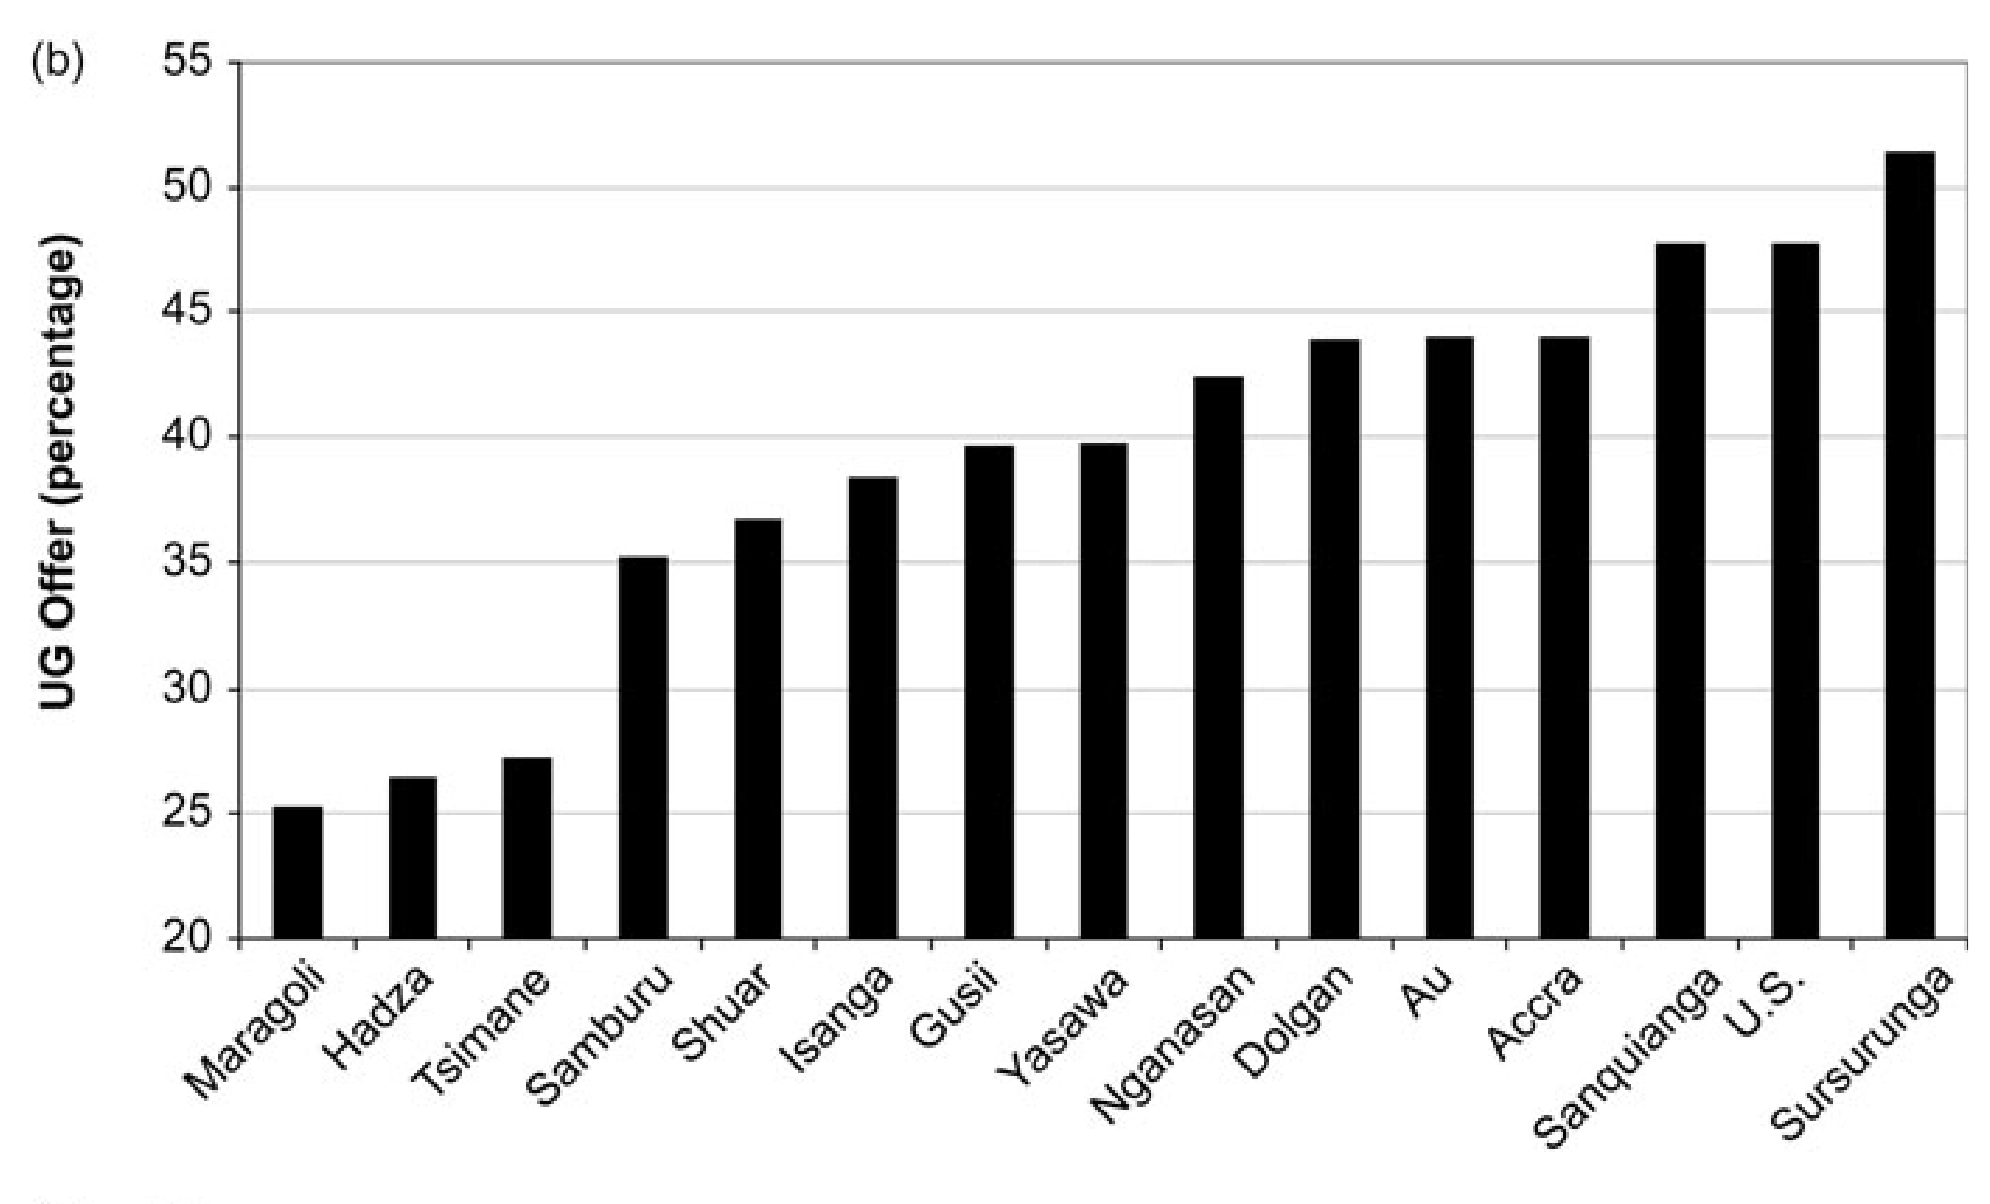 (b)
55
50
45
40
35
30
25
20
UG Offer (percentage)
Maragoli
Hadza
Tsimane
Samburu
Shuar
Isanga
Gusii
Yasawa
Nganasan
Dolgan
Au
Accra
Sanquianga
U.S.
Sursurunga